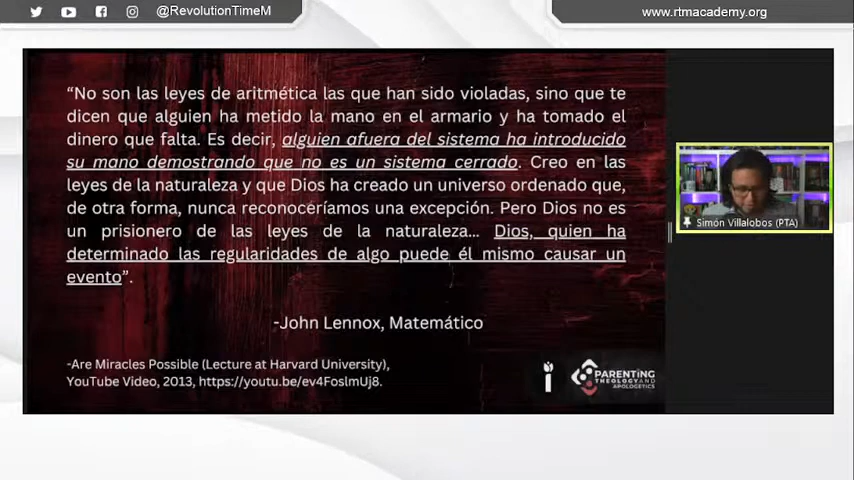 @RevolutionTimeM
www.rtmacademy.org
“No son las leyes de aritmética las que han sido violadas, sino que te
dicen que alguien ha metido la mano en el armario y ha tomado el
dinero que falta. Es decir, alguien afuera del sistema ha introducido
su mano demostrando que no es un sistema cerrado. Creo en las
leyes de la naturaleza y que Dios ha creado un universo ordenado que,
de otra forma, nunca reconoceríamos una excepción. Pero Dios no es
un prisionero de las leyes de la naturaleza... Dios, quien ha
determinado las regularidades de algo puede él mismo causar un
evento”.
-John Lennox, Matemático
-Are Miracles Possible (Lecture at Harvard University),
YouTube Video, 2013, https://youtu.be/ev4FoslmUj8.
PARENTING
THEOLOGY AND
APOLOGETICS
Simón Villalobos (PTA)